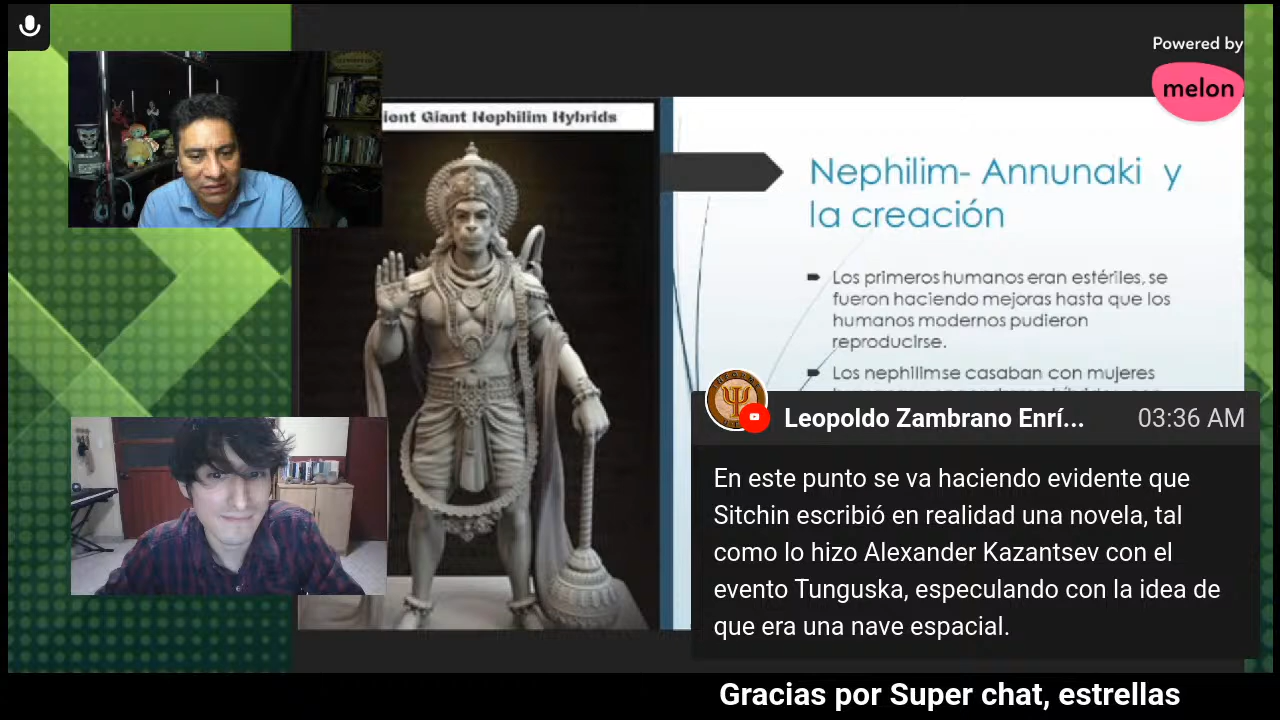 Powered by
melon
ient Giant Nephilim Hybrids
Nephilim- Annunaki y
la creación
Los primeros humanos eran estériles, se
fueron haciendo mejoras hasta que los
humanos modernos pudieron
reproducirse.
Los nephilimse casaban con mujeres
Leopoldo Zambrano Enrí...
03:36 AM
En este punto se va haciendo evidente que
Sitchin escribió en realidad una novela, tal
como lo hizo Alexander Kazantsev con el
evento Tunguska, especulando con la idea de
que era una nave espacial.
Gracias por Super chat, estrellas